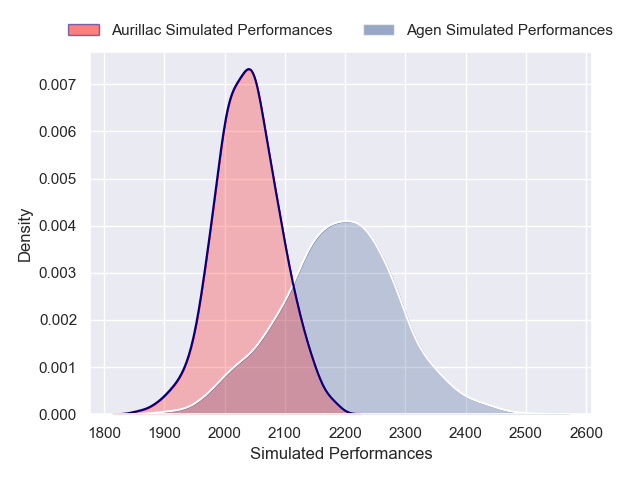 Aurillac Simulated Performances
Agen Simulated Performances
0.007
0.006
0.005
0.004
0.003
0.002
0.001
0.000
Density
1800 1900 2000 2100 2200 2300 2400 2500 2600
Simulated Performances